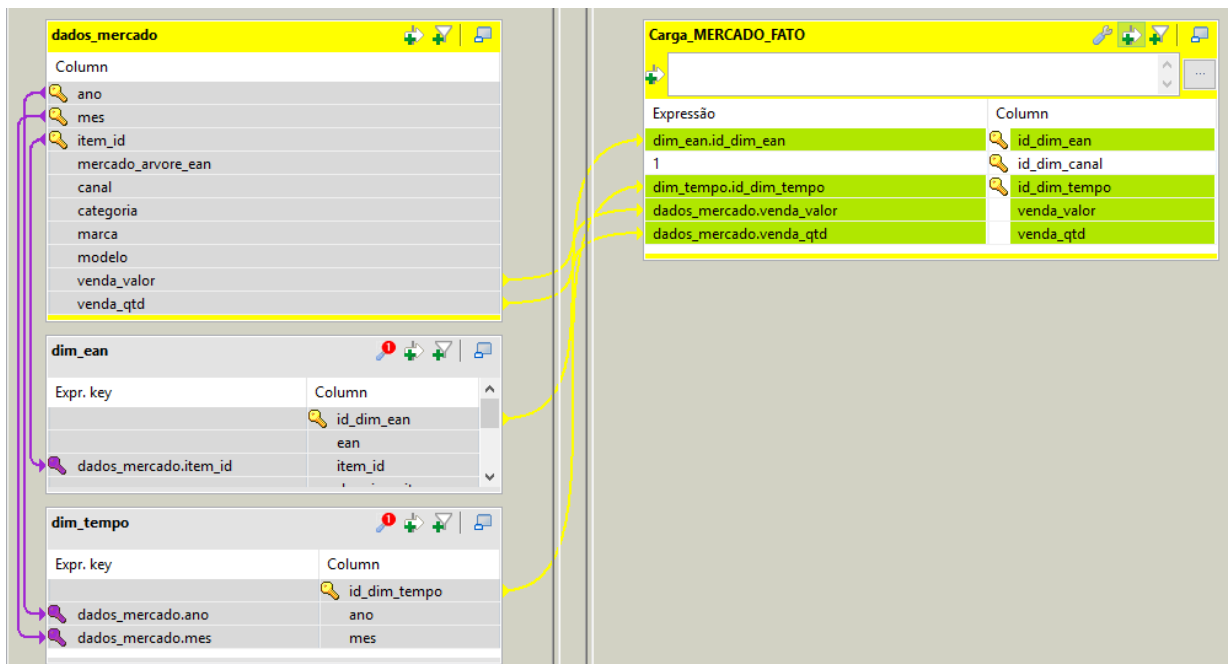 dados_mercado
Column
ano
mes
item_id
mercado_arvore_ean
canal
categoria
marca
modelo
venda_valor
venda_qtd
dim_ean
Expr. key Column
id_dim_ean
ean
dados_mercado.item_id item_id
dim_tempo
Expr. key Column
id_dim_tempo
dados_mercado.ano ano
dados_mercado.mes mes
Carga_MERCADO_FATO
...
Expressão Column
dim_ean.id_dim_ean id_dim_ean
1 id_dim_canal
dim_tempo.id_dim_tempo id_dim_tempo
dados_mercado.venda_valor venda_valor
dados_mercado.venda_qtd venda_qtd